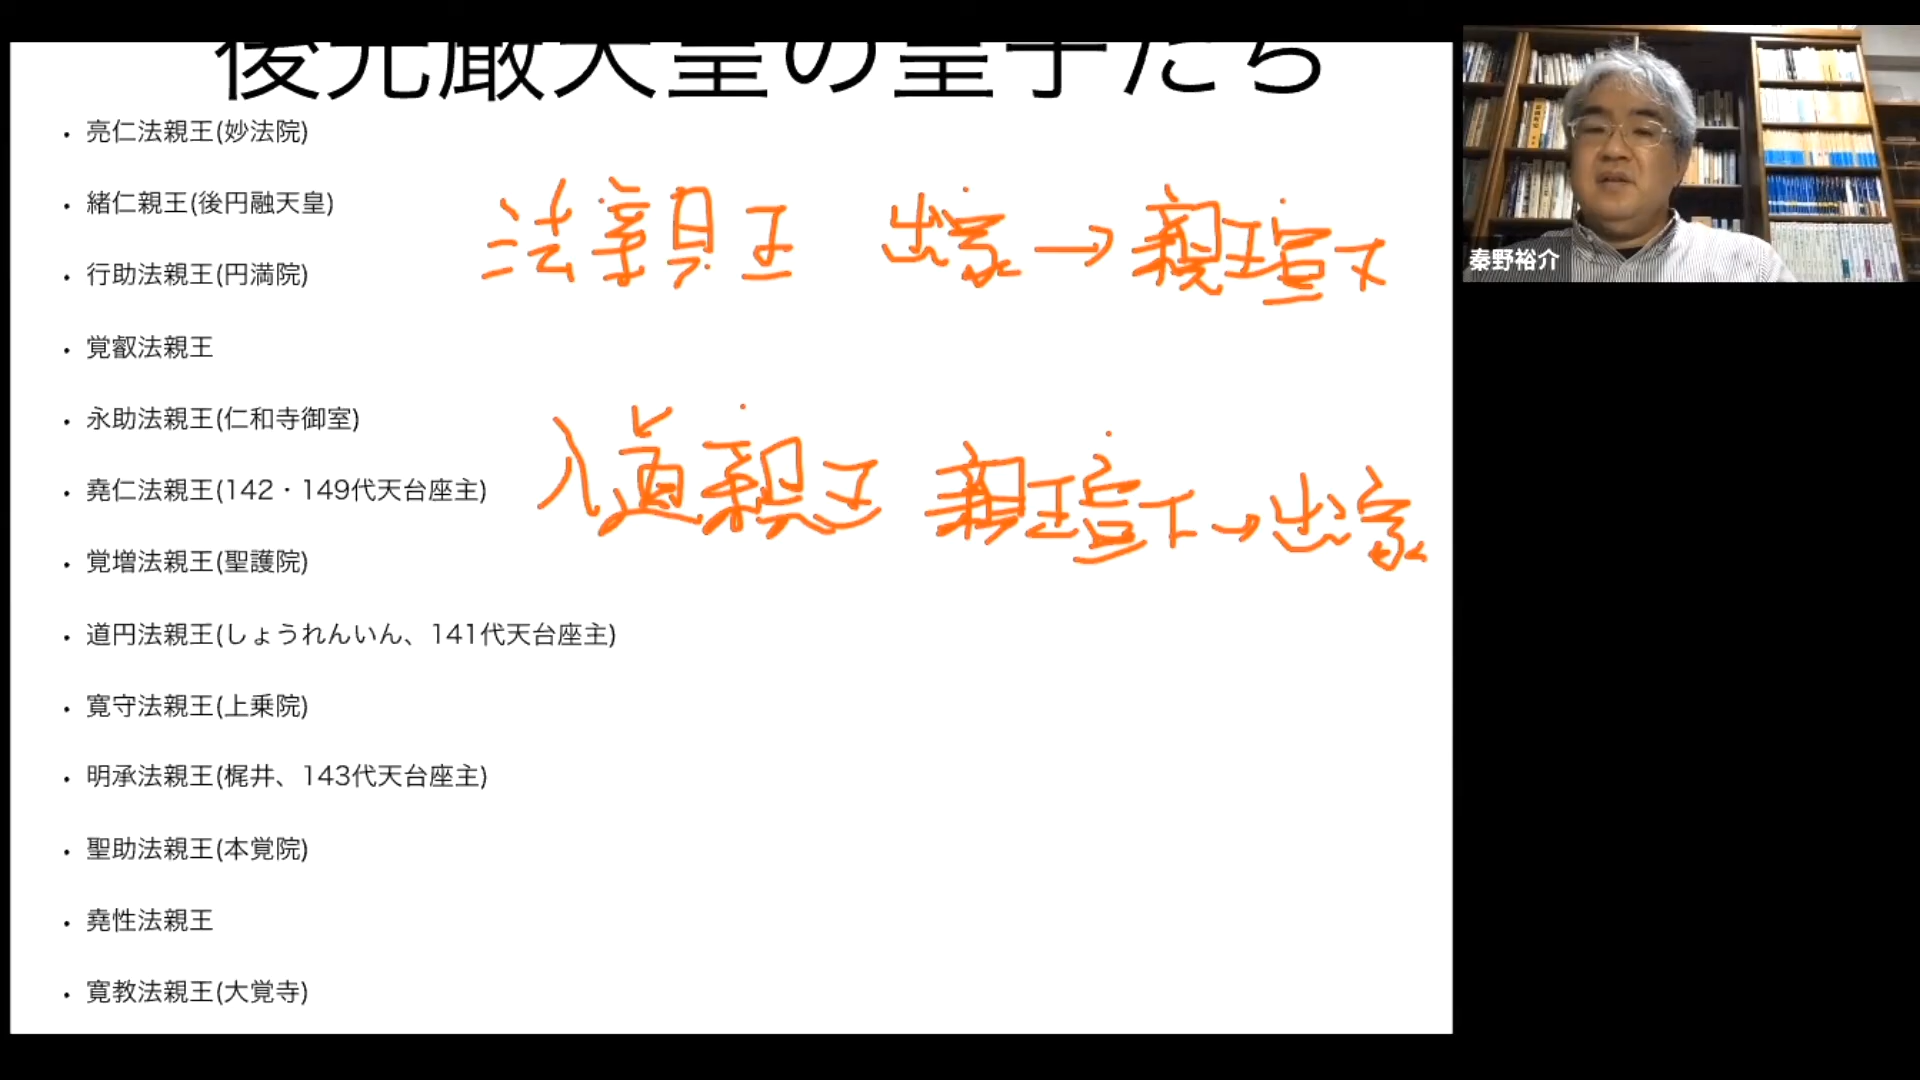 後光厳天皇の皇子たち
・亮仁法親王(妙法院)
・緒仁親王(後円融天皇)
・行助法親王(円満院)
・覚叡法親王
・永助法親王(仁和寺御室)
・堯仁法親王(142・149代天台座主)
・覚増法親王(聖護院)
・道円法親王(しょうれんいん、141代天台座主)
・寛守法親王(上乗院)
・明承法親王(梶井、143代天台座主)
・聖助法親王(本覚院)
・堯性法親王
・寛教法親王(大覚寺)
法親王 出家→親王宣下
入道親王 親王宣下→出家
秦野裕介